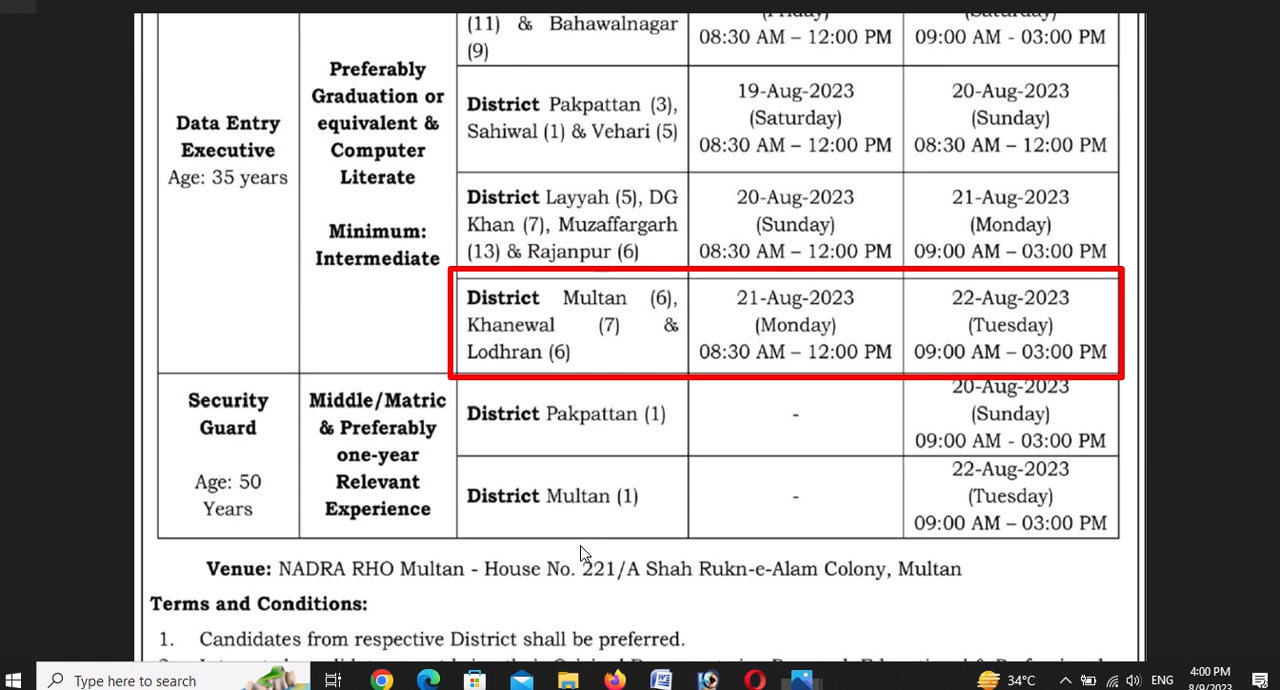 (11) & Bahawalnagar
(9)
(Friday)
08:30 AM – 12:00 PM
(Saturday)
09:00 AM - 03:00 PM
Data Entry
Executive
Age: 35 years
Preferably
Graduation or
equivalent &
Computer
Literate
Minimum:
Intermediate
District Pakpattan (3),
Sahiwal (1) & Vehari (5)
19-Aug-2023
(Saturday)
08:30 AM – 12:00 PM
20-Aug-2023
(Sunday)
08:30 AM – 12:00 PM
District Layyah (5), DG
Khan (7), Muzaffargarh
(13) & Rajanpur (6)
20-Aug-2023
(Sunday)
08:30 AM – 12:00 PM
21-Aug-2023
(Monday)
09:00 AM – 03:00 PM
District Multan (6),
Khanewal (7) &
Lodhran (6)
21-Aug-2023
(Monday)
08:30 AM – 12:00 PM
22-Aug-2023
(Tuesday)
09:00 AM – 03:00 PM
Security
Guard
Age: 50
Years
Middle/Matric
& Preferably
one-year
Relevant
Experience
District Pakpattan (1)
-
20-Aug-2023
(Sunday)
09:00 AM - 03:00 PM
District Multan (1)
-
22-Aug-2023
(Tuesday)
09:00 AM – 03:00 PM
Venue: NADRA RHO Multan - House No. 221/A Shah Rukn-e-Alam Colony, Multan
Terms and Conditions:
1. Candidates from respective District shall be preferred.
Type here to search
34°C
ENG
4:00 PM
8/9/2023